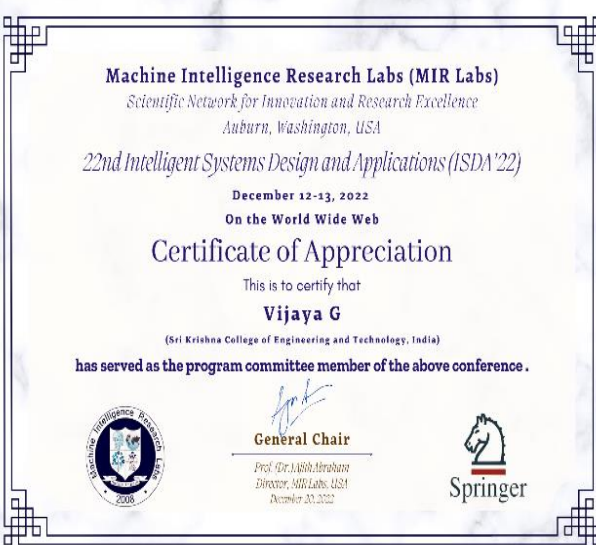 Machine Intelligence Research Labs (MIR Labs)
Scientific Network for Innovation and Research Excellence
Auburn, Washington, USA
22nd Intelligent Systems Design and Applications (ISDA'22)
December 12-13, 2022
On the World Wide Web
Certificate of Appreciation
This is to certify that
Vijaya G
(Sri Krishna College of Engineering and Technology, India)
has served as the program committee member of the above conference .
General Chair
Prof. (Dr.) Ajith Abraham
Director, MIR Labs, USA
December 20, 2022
Machine Intelligence Research Labs
2008
Springer